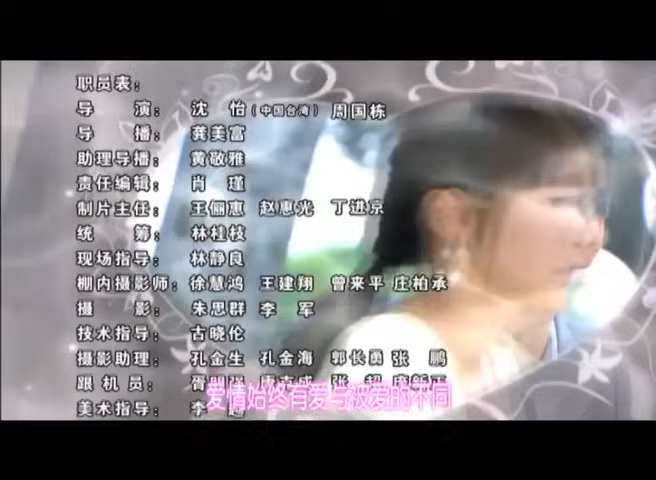 职员表：
导 演： 沈 怡（中国台湾） 周国栋
导 播： 龚美富
助理导播： 黄敬雅
责任编辑： 肖 瑾
制片主任： 王俪惠 赵惠光 丁进京
统 筹： 林桂枝
现场指导： 林静良
棚内摄影师： 徐慧鸿 王建翔 曾来平 庄柏承
摄 影： 朱思群 李 军
技术指导： 古晓伦
摄影助理： 孔金生 孔金海 郭长勇 张 鹏
跟 机 员：
爱情始终有爱与被爱的不同
美术指导： 李